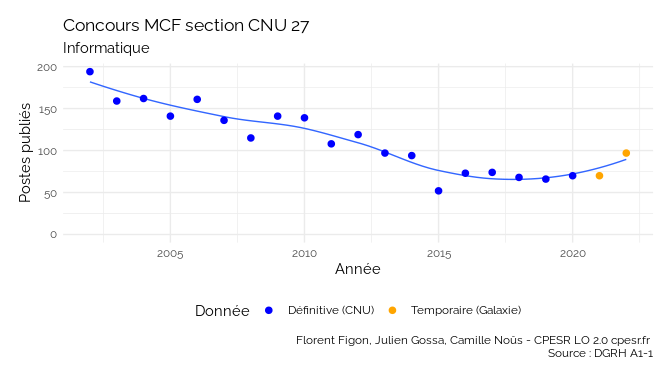 Concours MCF section CNU 27
Informatique
Postes publiés
200
150
100
50
0
2005 2010 2015 2020
Année
Donnée Définitive (CNU) Temporaire (Galaxie)
Florent Figon, Julien Gossa, Camille Noûs - CPESR LO 2.0 cpesr.fr
Source : DGRH A1-1